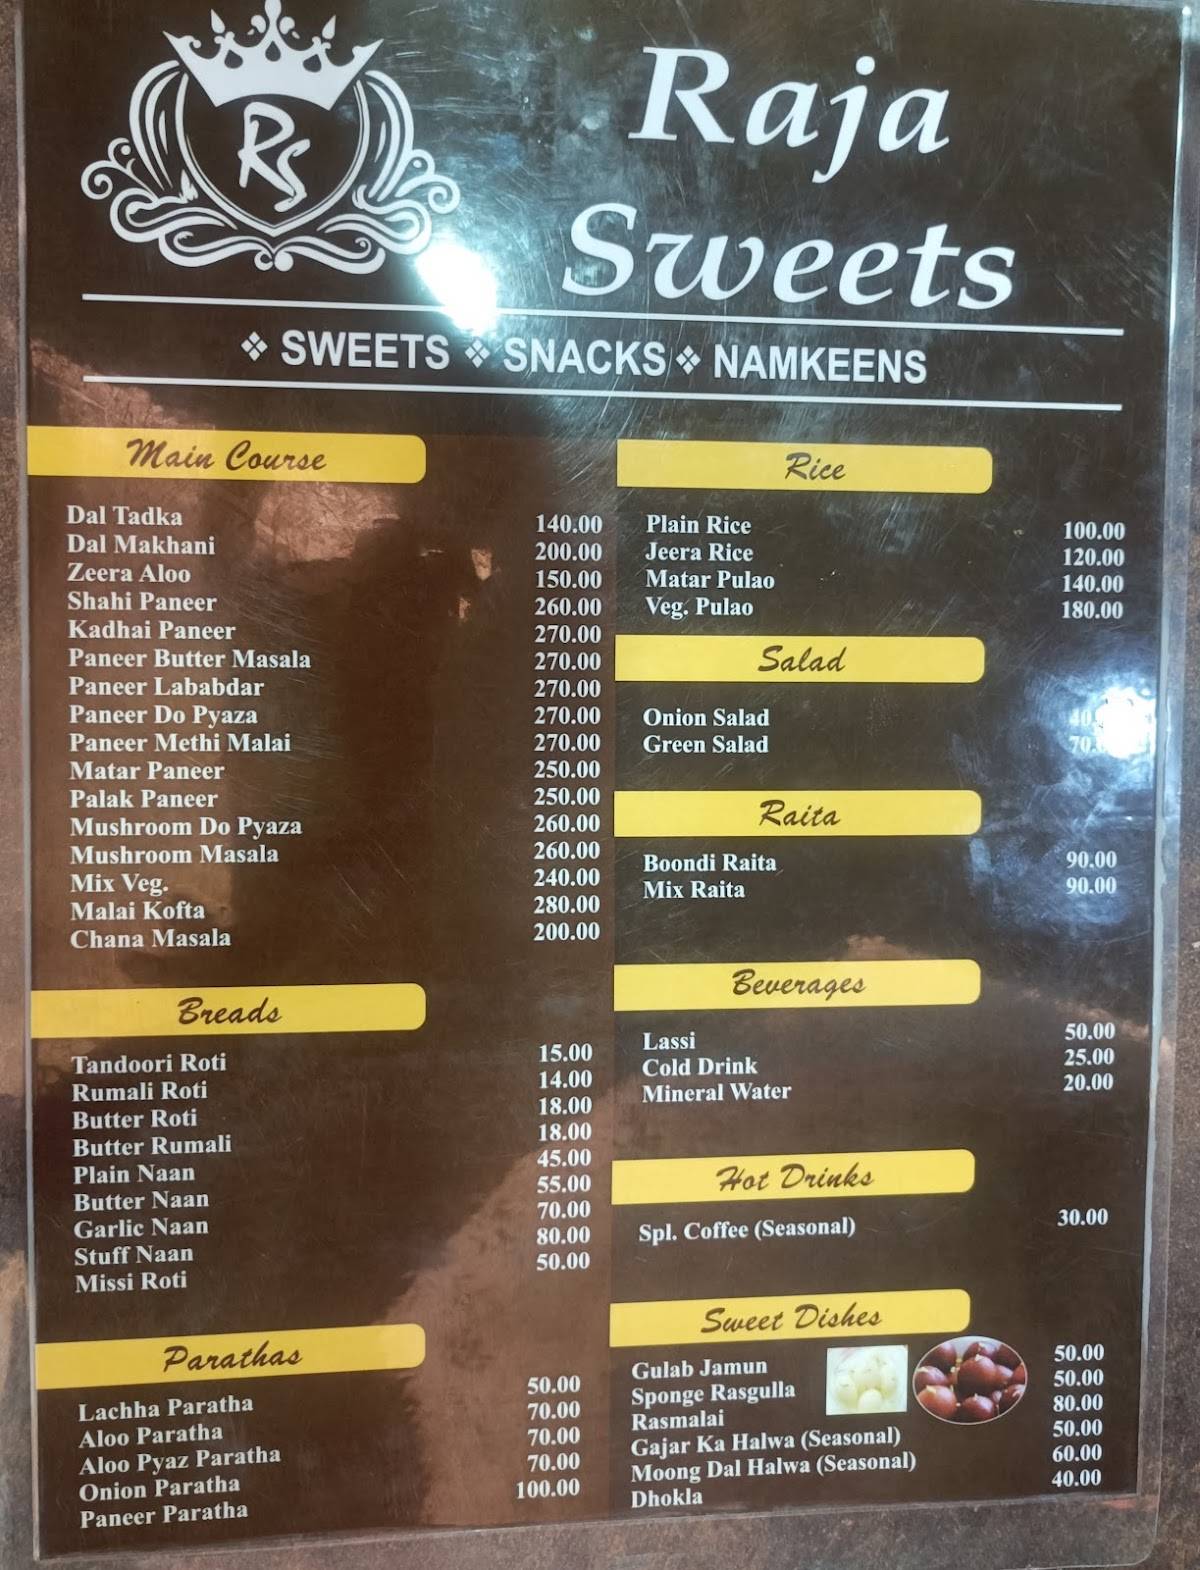 RS
Raja
Sweets
❖ SWEETS ❖ SNACKS ❖ NAMKEENS
Main Course
Dal Tadka 140.00
Dal Makhani 200.00
Zeera Aloo 150.00
Shahi Paneer 260.00
Kadhai Paneer 270.00
Paneer Butter Masala 270.00
Paneer Lababdar 270.00
Paneer Do Pyaza 270.00
Paneer Methi Malai 270.00
Matar Paneer 250.00
Palak Paneer 250.00
Mushroom Do Pyaza 260.00
Mushroom Masala 260.00
Mix Veg. 240.00
Malai Kofta 280.00
Chana Masala 200.00
Breads
Tandoori Roti 15.00
Rumali Roti 14.00
Butter Roti 18.00
Butter Rumali 18.00
Plain Naan 45.00
Butter Naan 55.00
Garlic Naan 70.00
Stuff Naan 80.00
Missi Roti 50.00
Parathas
Lachha Paratha 50.00
Aloo Paratha 70.00
Aloo Pyaz Paratha 70.00
Onion Paratha 70.00
Paneer Paratha 100.00
Rice
Plain Rice 100.00
Jeera Rice 120.00
Matar Pulao 140.00
Veg. Pulao 180.00
Salad
Onion Salad
Green Salad
Raita
Boondi Raita 90.00
Mix Raita 90.00
Beverages
Lassi 50.00
Cold Drink 25.00
Mineral Water 20.00
Hot Drinks
Spl. Coffee (Seasonal) 30.00
Sweet Dishes
Gulab Jamun 50.00
Sponge Rasgulla 50.00
Rasmalai 80.00
Gajar Ka Halwa (Seasonal) 50.00
Moong Dal Halwa (Seasonal) 60.00
Dhokla 40.00